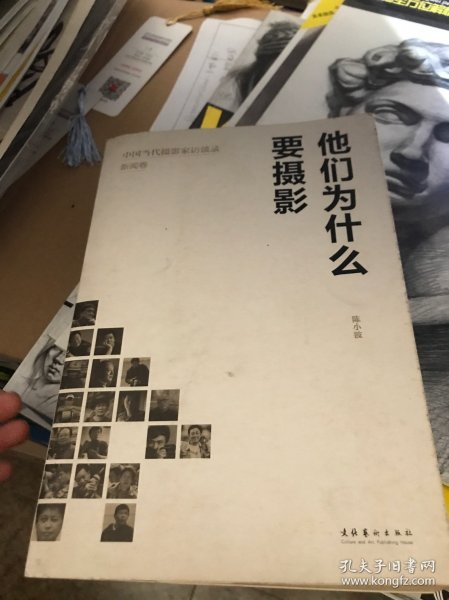 中国当代摄影家访谈录
新闻卷
他们为什么
要摄影
陈小波
文化艺术出版社
Culture and Art Publishing House
孔夫子旧书网
www.kongfz.com